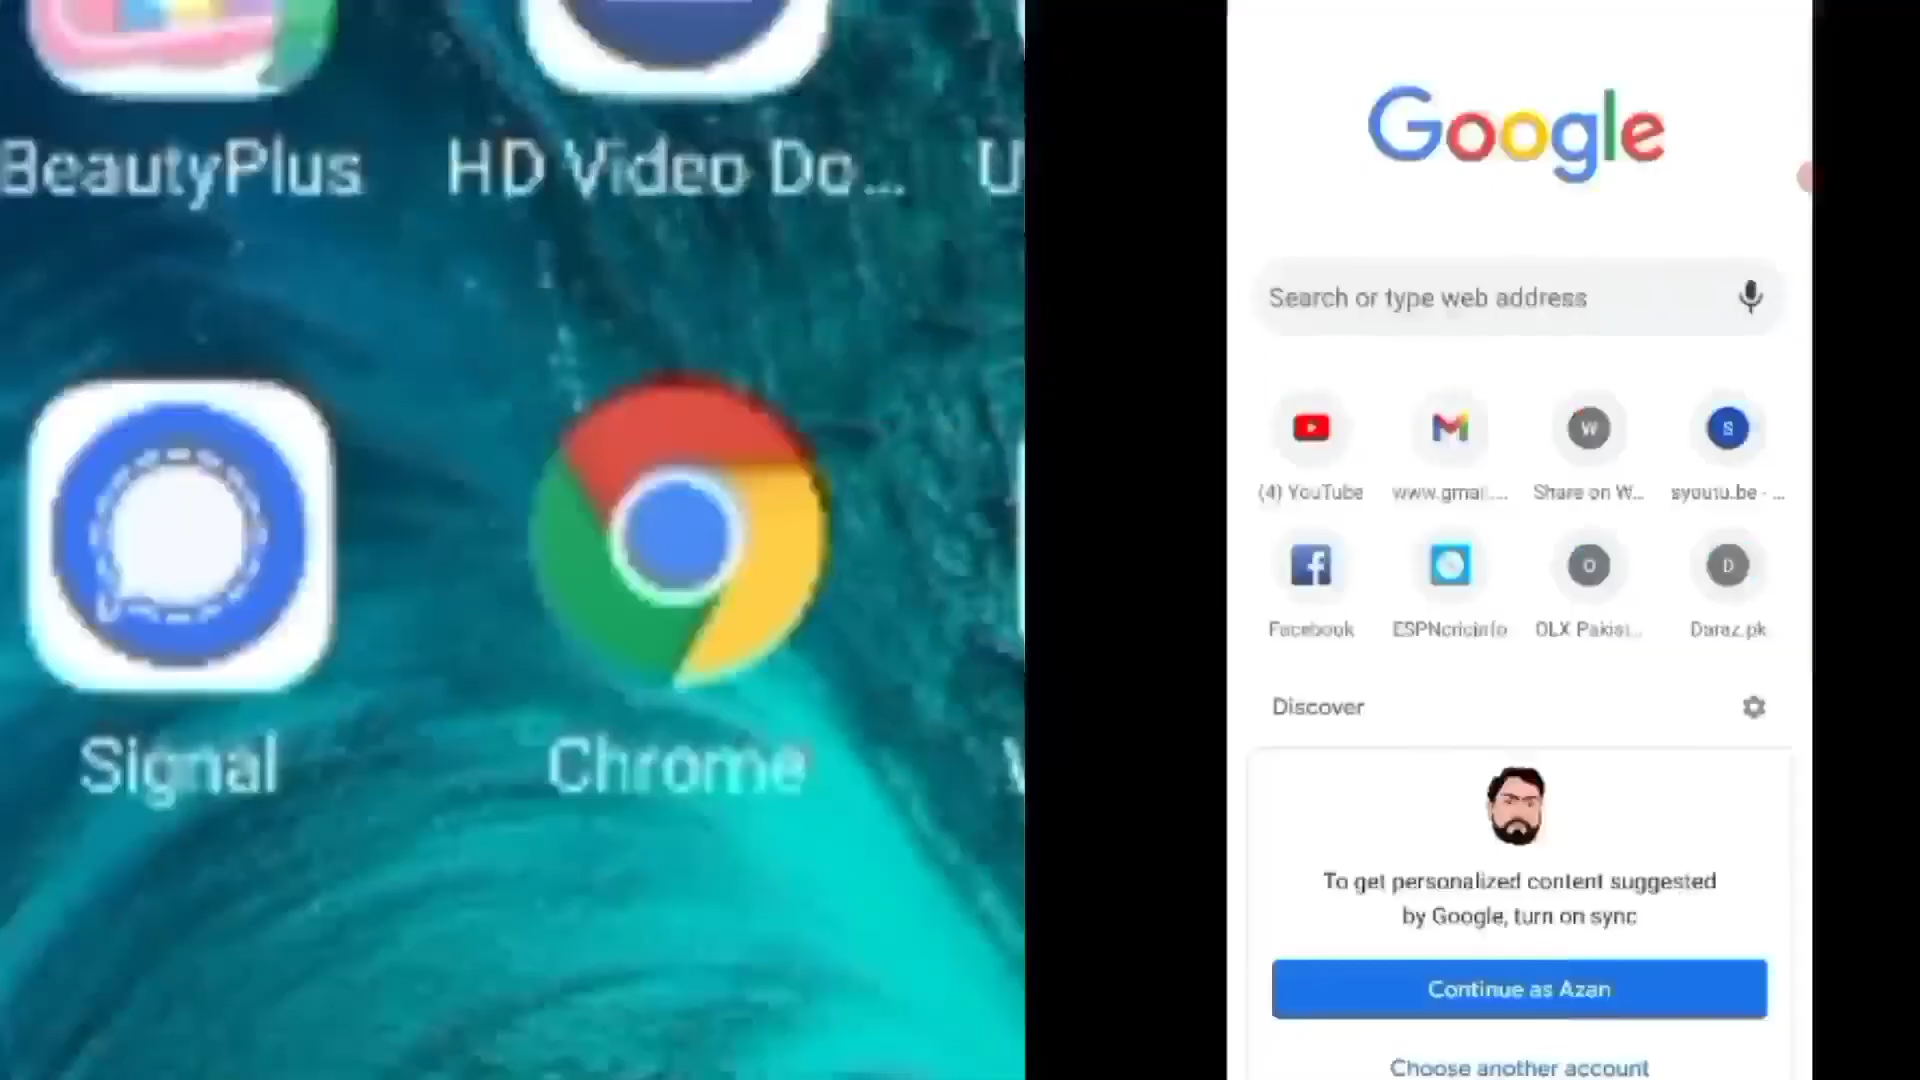 BeautyPlus
HD Video Do...
U
Signal
Chrome
Google
Search or type web address
W
S
(4) YouTube
www.gmai....
Share on W...
syoutu.be - ...
f
O
D
Facebook
ESPNcricinfo
OLX Pakist...
Daraz.pk
Discover
To get personalized content suggested
by Google, turn on sync
Continue as Azan
Choose another account